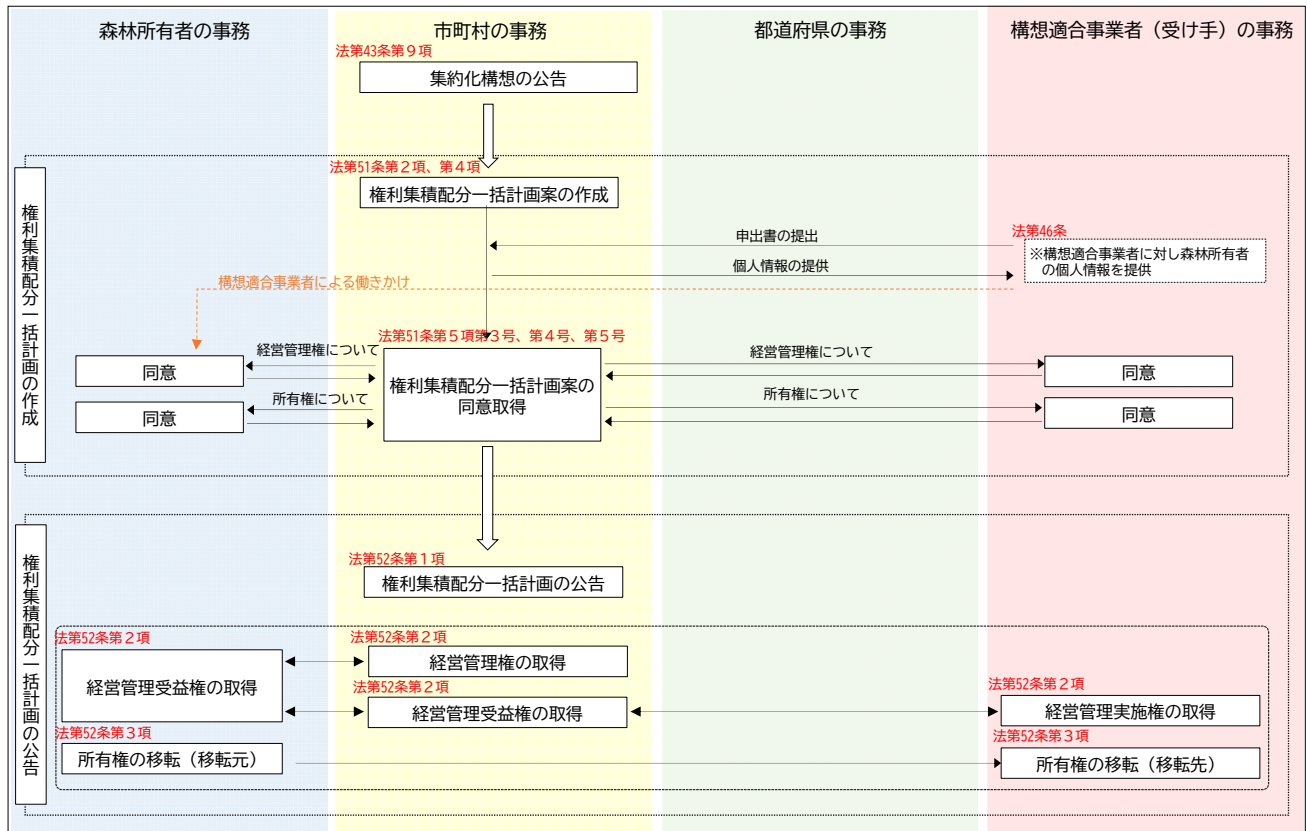 森林所有者の事務
市町村の事務
都道府県の事務
構想適合事業者（受け手）の事務
法第43条第９項
集約化構想の公告
権利集積配分一括計画の作成
法第51条第２項、第４項
権利集積配分一括計画案の作成
申出書の提出
法第46条
※構想適合事業者に対し森林所有者
の個人情報を提供
個人情報の提供
構想適合事業者による働きかけ
法第51条第５項第３号、第４号、第５号
経営管理権について
同意
権利集積配分一括計画案の
同意取得
経営管理権について
同意
所有権について
同意
所有権について
同意
権利集積配分一括計画の公告
法第52条第１項
権利集積配分一括計画の公告
法第52条第２項
経営管理受益権の取得
法第52条第２項
経営管理権の取得
法第52条第２項
経営管理受益権の取得
法第52条第２項
経営管理実施権の取得
法第52条第３項
所有権の移転（移転元）
法第52条第３項
所有権の移転（移転先）